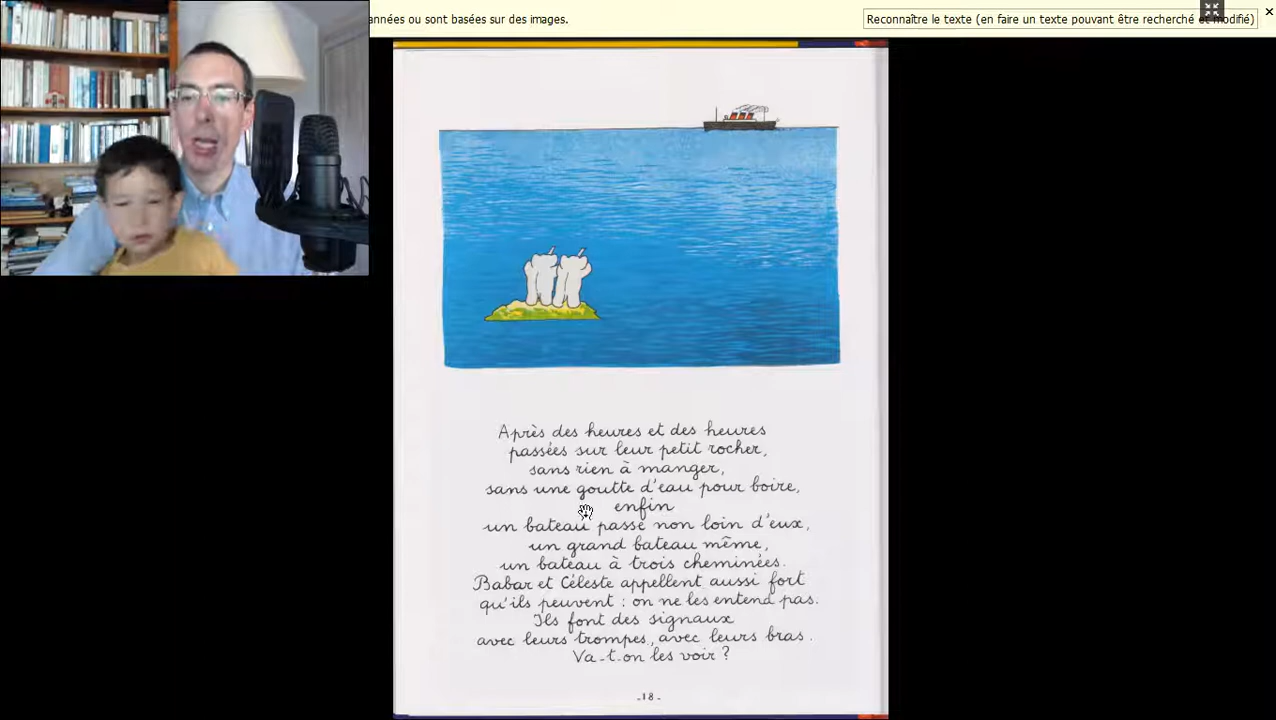 années ou sont basées sur des images.
Reconnaître le texte (en faire un texte pouvant être recherché et modifié)
Après des heures et des heures
passées sur leur petit rocher,
sans rien à manger,
sans une goutte d'eau pour boire,
enfin
un bateau passe non loin d'eux,
un grand bateau même,
un bateau à trois cheminées.
Babar et Céleste appellent aussi fort
qu'ils peuvent : on ne les entend pas.
Ils font des signaux
avec leurs trompes, avec leurs bras.
Va-t-on les voir ?
-18-